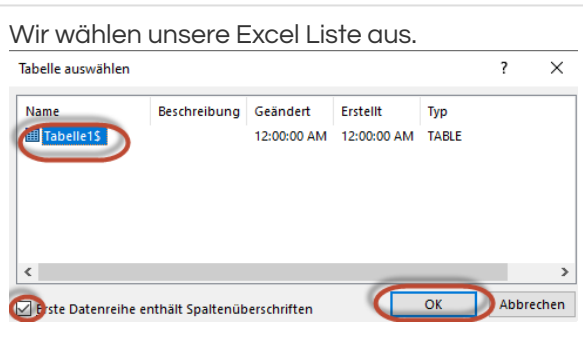 Wir wählen unsere Excel Liste aus.
Tabelle auswählen ? ×
Name Beschreibung Geändert Erstellt Typ
Tabelle1$ 12:00:00 AM 12:00:00 AM TABLE
Erste Datenreihe enthält Spaltenüberschriften OK Abbrechen